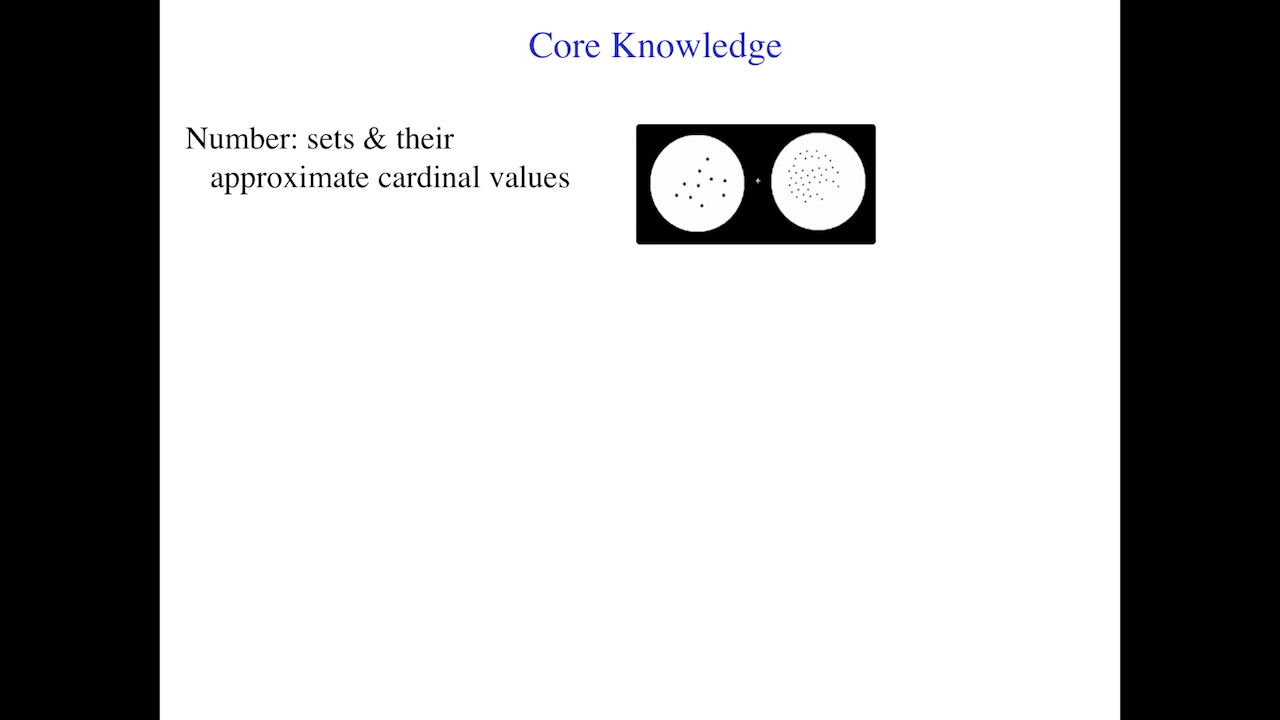 Core Knowledge
Number: sets & their
approximate cardinal values